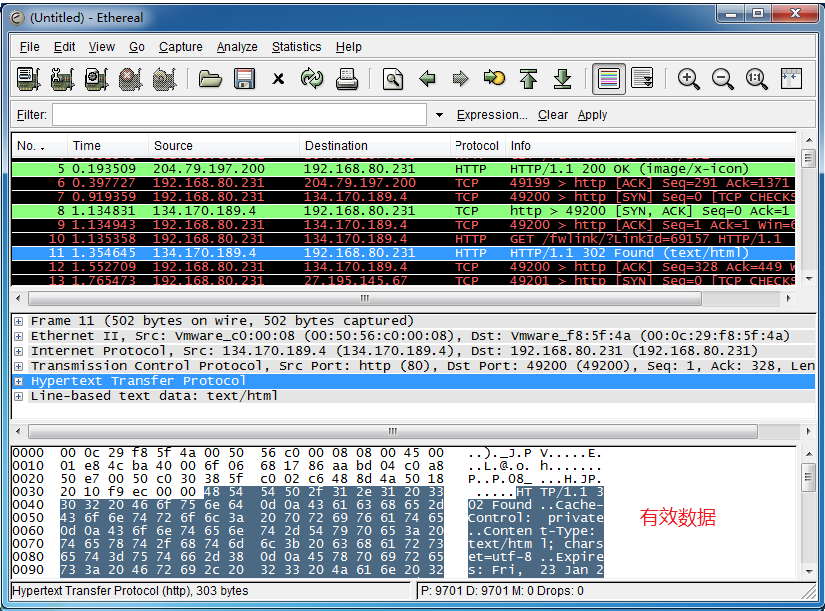 (Untitled) - Ethereal
File Edit View Go Capture Analyze Statistics Help
Filter: Expression... Clear Apply
No. . Time Source Destination Protocol Info
5 0.193509 204.79.197.200 192.168.80.231 HTTP HTTP/1.1 200 OK (image/x-icon)
6 0.397727 192.168.80.231 204.79.197.200 TCP 49199 > http [ACK] Seq=291 Ack=1371
7 0.919359 192.168.80.231 134.170.189.4 TCP 49200 > http [SYN] Seq=0 [TCP CHECKS
8 1.134831 134.170.189.4 192.168.80.231 TCP http > 49200 [SYN, ACK] Seq=0 Ack=1
9 1.134943 192.168.80.231 134.170.189.4 TCP 49200 > http [ACK] Seq=1 Ack=1 Win=6
10 1.135358 192.168.80.231 134.170.189.4 HTTP GET /fwlink/?LinkId=69157 HTTP/1.1
11 1.354645 134.170.189.4 192.168.80.231 HTTP HTTP/1.1 302 Found (text/html)
12 1.552709 192.168.80.231 134.170.189.4 TCP 49200 > http [ACK] Seq=328 Ack=449 W
13 1.765473 192.168.80.231 27.195.145.67 TCP 49201 > http [SYN] Seq=0 [TCP CHECKS
Frame 11 (502 bytes on wire, 502 bytes captured)
Ethernet II, Src: Vmware_c0:00:08 (00:50:56:c0:00:08), Dst: Vmware_f8:5f:4a (00:0c:29:f8:5f:4a)
Internet Protocol, Src: 134.170.189.4 (134.170.189.4), Dst: 192.168.80.231 (192.168.80.231)
Transmission Control Protocol, Src Port: http (80), Dst Port: 49200 (49200), Seq: 1, Ack: 328, Len
Hypertext Transfer Protocol
Line-based text data: text/html
0000 00 0c 29 f8 5f 4a 00 50 56 c0 00 08 08 00 45 00 ..)._J.P V.....E.
0010 01 e8 4c ba 40 00 6f 06 68 17 86 aa bd 04 c0 a8 ..L.@.o. h.......
0020 50 e7 00 50 c0 30 38 5f c0 02 c6 48 8d 4a 50 18 P..P.08_ ...H.JP.
0030 20 10 f9 ec 00 00 48 54 54 50 2f 31 2e 31 20 33 .....HT TP/1.1 3
0040 30 32 20 46 6f 75 6e 64 0d 0a 43 61 63 68 65 2d 02 Found ..Cache-
0050 43 6f 6e 74 72 6f 6c 3a 20 70 72 69 76 61 74 65 Control: private
0060 0d 0a 43 6f 6e 74 65 6e 74 2d 54 79 70 65 3a 20 ..Conten t-Type:
0070 74 65 78 74 2f 68 74 6d 6c 3b 20 63 68 61 72 73 text/htm l; chars
0080 65 74 3d 75 74 66 2d 38 0d 0a 45 78 70 69 72 65 et=utf-8 ..Expire
0090 73 3a 20 46 72 69 2c 20 32 33 20 4a 61 6e 20 32 s: Fri, 23 Jan 2
有效数据
Hypertext Transfer Protocol (http), 303 bytes P: 9701 D: 9701 M: 0 Drops: 0